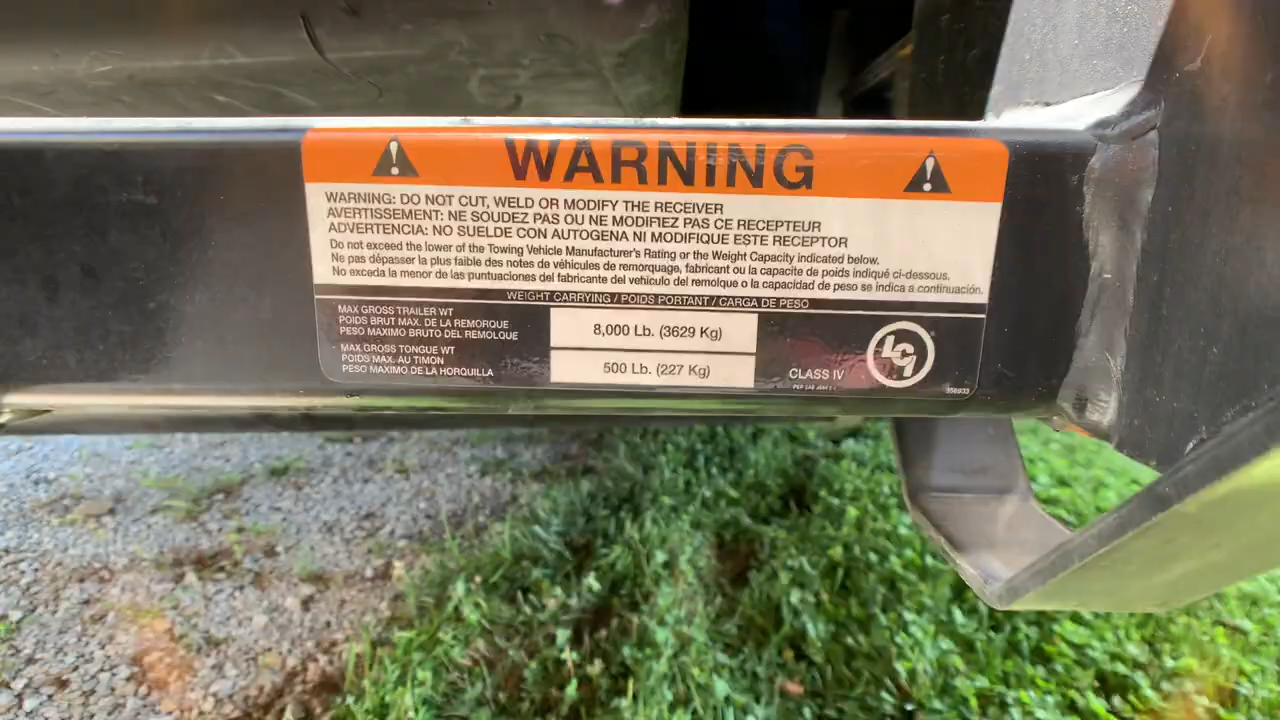 WARNING
WARNING: DO NOT CUT, WELD OR MODIFY THE RECEIVER
AVERTISSEMENT: NE SOUDEZ PAS OU NE MODIFIEZ PAS CE RECEPTEUR
ADVERTENCIA: NO SUELDE CON AUTOGENA NI MODIFIQUE ESTE RECEPTOR
Do not exceed the lower of the Towing Vehicle Manufacturer's Rating or the Weight Capacity indicated below.
Ne pas dépasser la plus faible des notes de véhicules de remorquage, fabricant ou la capacite de poids indiqué ci-dessous.
No exceda la menor de las puntuaciones del fabricante del vehiculo del remolque o la capacidad de peso se indica a continuación.
WEIGHT CARRYING / POIDS PORTANT / CARGA DE PESO
MAX GROSS TRAILER WT
POIDS BRUT MAX. DE LA REMORQUE
PESO MAXIMO BRUTO DEL REMOLQUE
8,000 Lb. (3629 Kg)
MAX GROSS TONGUE WT
POIDS MAX. AU TIMON
PESO MAXIMO DE LA HORQUILLA
500 Lb. (227 Kg)
CLASS IV
LCI